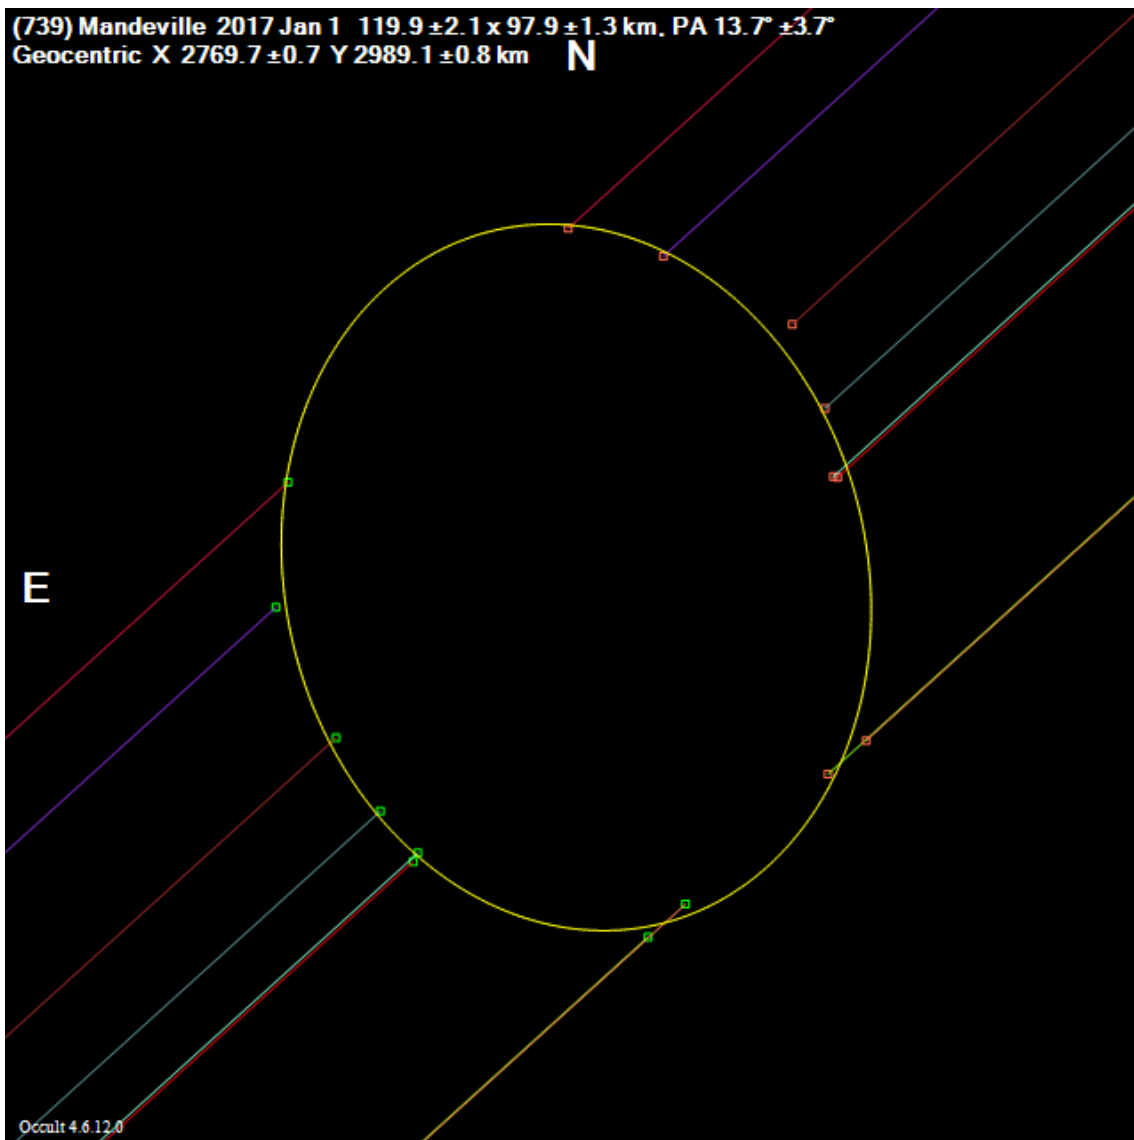 (739) Mandeville 2017 Jan 1 119.9 ±2.1 x 97.9 ±1.3 km, PA 13.7° ±3.7°
Geocentric X 2769.7 ±0.7 Y 2989.1 ±0.8 km
N
E
Occult 4.6.12.0